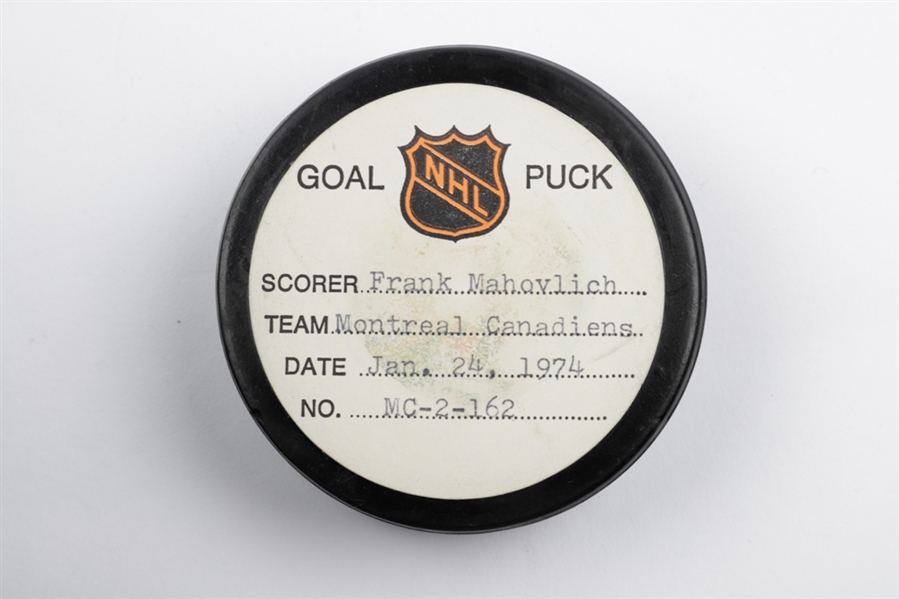 GOAL NHL PUCK
SCORER Frank Mahovlich
TEAM Montreal Canadiens
DATE Jan. 24, 1974
NO. MC-2-162